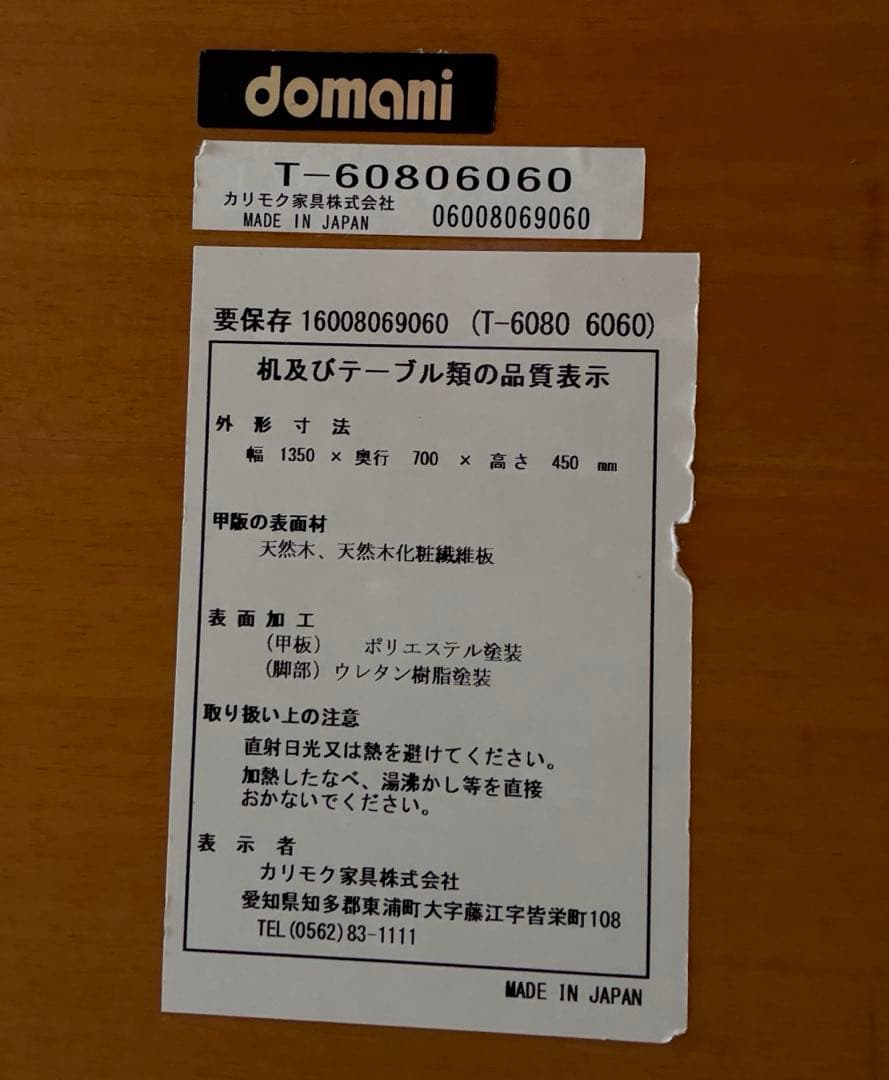 domani
T-60806060
カリモク家具株式会社
MADE IN JAPAN 06008069060
要保存 16008069060 (T-6080 6060)
机及びテーブル類の品質表示
外形寸法
幅 1350 × 奥行 700 × 高さ 450 mm
甲版の表面材
天然木、天然木化粧繊維板
表面加工
(甲板) ポリエステル塗装
(脚部) ウレタン樹脂塗装
取り扱い上の注意
直射日光又は熱を避けてください。
加熱したなべ、湯沸かし等を直接
おかないでください。
表示者
カリモク家具株式会社
愛知県知多郡東浦町大字藤江字皆栄町108
TEL(0562)83-1111
MADE IN JAPAN